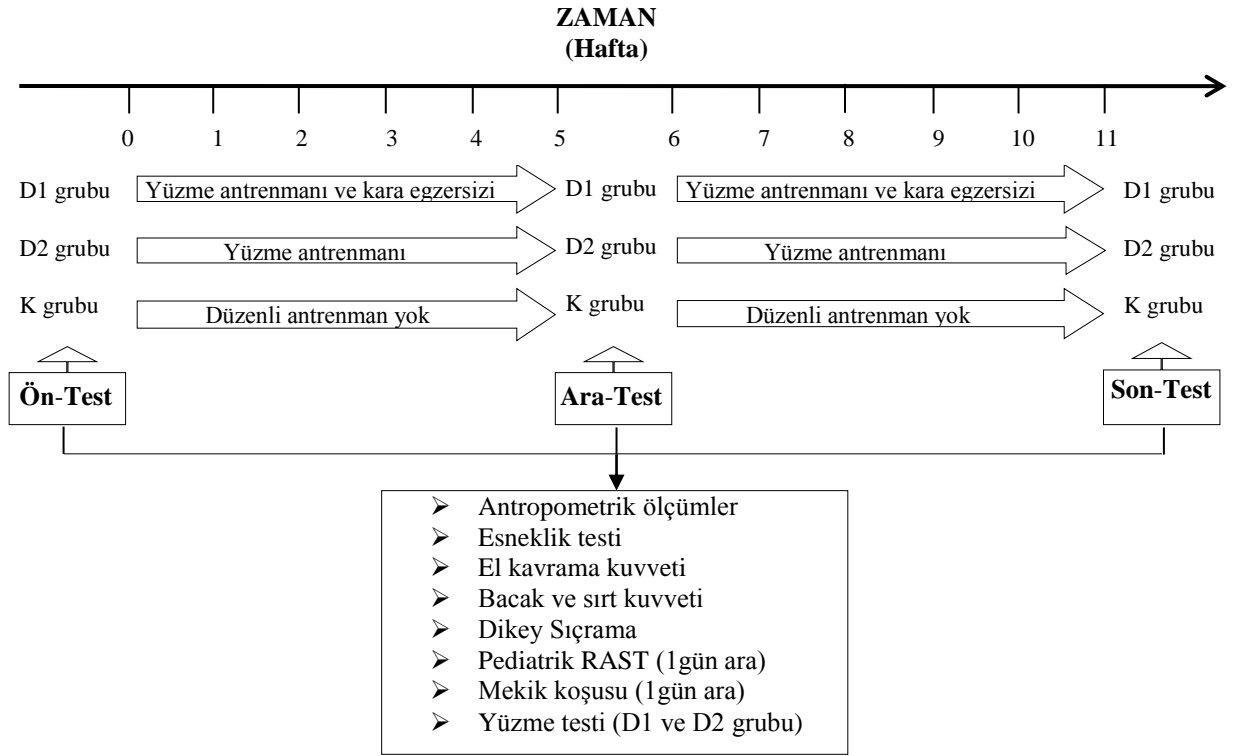 ZAMAN
(Hafta)
0 1 2 3 4 5 6 7 8 9 10 11
D1 grubu Yüzme antrenmanı ve kara egzersizi D1 grubu Yüzme antrenmanı ve kara egzersizi D1 grubu
D2 grubu Yüzme antrenmanı D2 grubu Yüzme antrenmanı D2 grubu
K grubu Düzenli antrenman yok K grubu Düzenli antrenman yok K grubu
Ön-Test Ara-Test Son-Test
Antropometrik ölçümler
Esneklik testi
El kavrama kuvveti
Bacak ve sırt kuvveti
Dikey Sıçrama
Pediatrik RAST (1gün ara)
Mekik koşusu (1gün ara)
Yüzme testi (D1 ve D2 grubu)